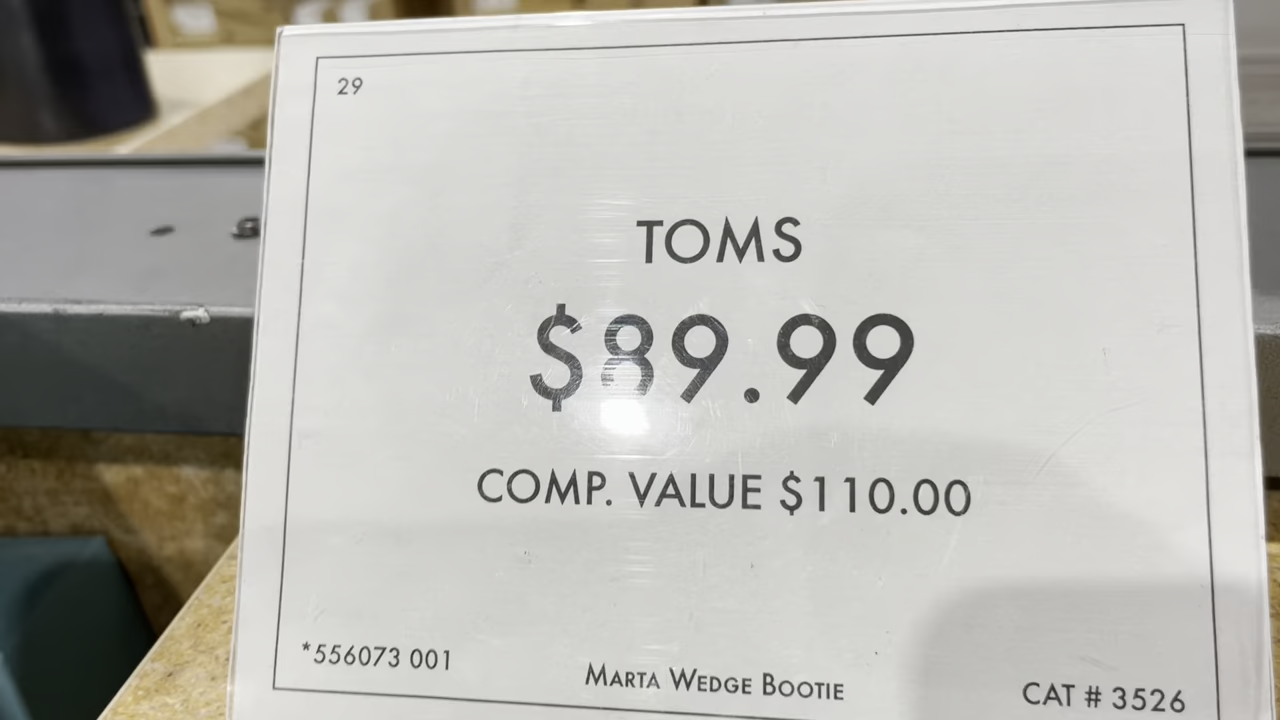 29
TOMS
$89.99
COMP. VALUE $110.00
*556073 001
MARTA WEDGE BOOTIE
CAT # 3526